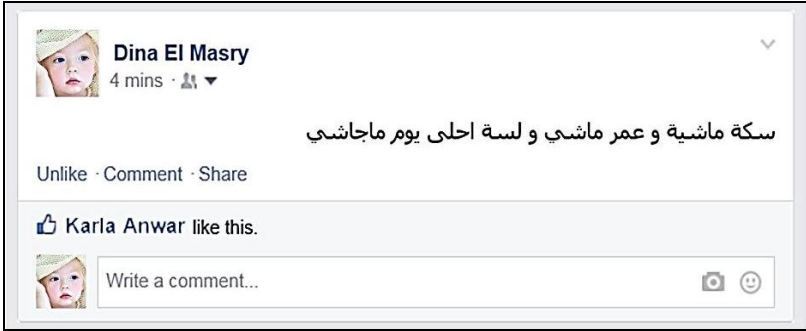 Dina El Masry
4 mins ·
سكة ماشية و عمر ماشي و لسة احلى يوم ماجاشي
Unlike · Comment · Share
Karla Anwar like this.
Write a comment...